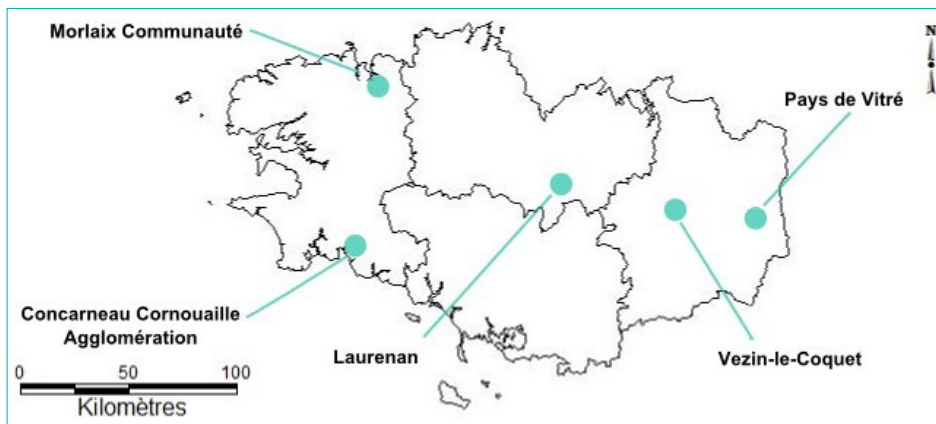 Morlaix Communauté
N
Pays de Vitré
Concarneau Cornouaille
Agglomération
Laurenan
Vezin-le-Coquet
0 50 100
Kilomètres